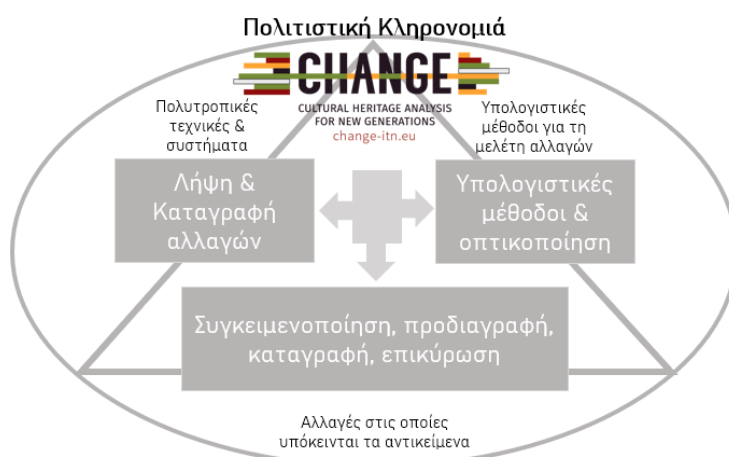 Πολιτιστική Κληρονομιά
CHANGE
CULTURAL HERITAGE ANALYSIS
FOR NEW GENERATIONS
change-itn.eu
Πολυτροπικές
τεχνικές &
συστήματα
Υπολογιστικές
μέθοδοι για τη
μελέτη αλλαγών
Λήψη &
Καταγραφή
αλλαγών
Υπολογιστικές
μέθοδοι &
οπτικοποίηση
Συγκειμενοποίηση, προδιαγραφή,
καταγραφή, επικύρωση
Αλλαγές στις οποίες
υπόκεινται τα αντικείμενα